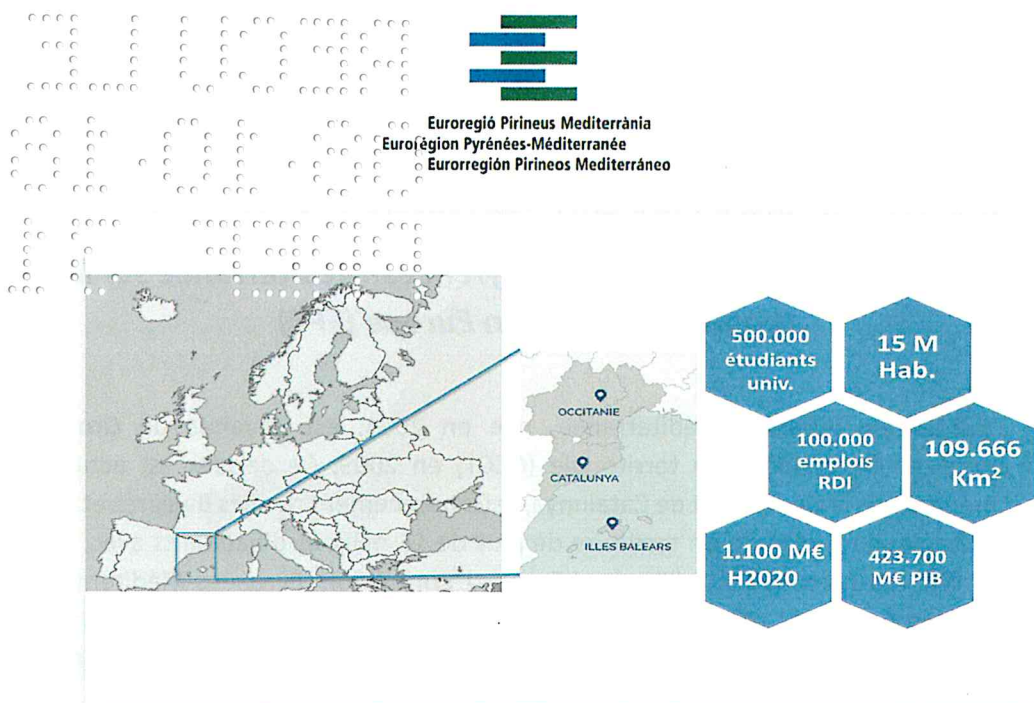 Euroregió Pirineus Mediterrània
Eurorégion Pyrénées-Méditerranée
Eurorregión Pirineos Mediterráneo
500.000
étudiants
univ.
15 M
Hab.
OCCITANIE
CATALUNYA
ILLES BALEARS
100.000
emplois
RDI
109.666
Km²
1.100 M€
H2020
423.700
M€ PIB